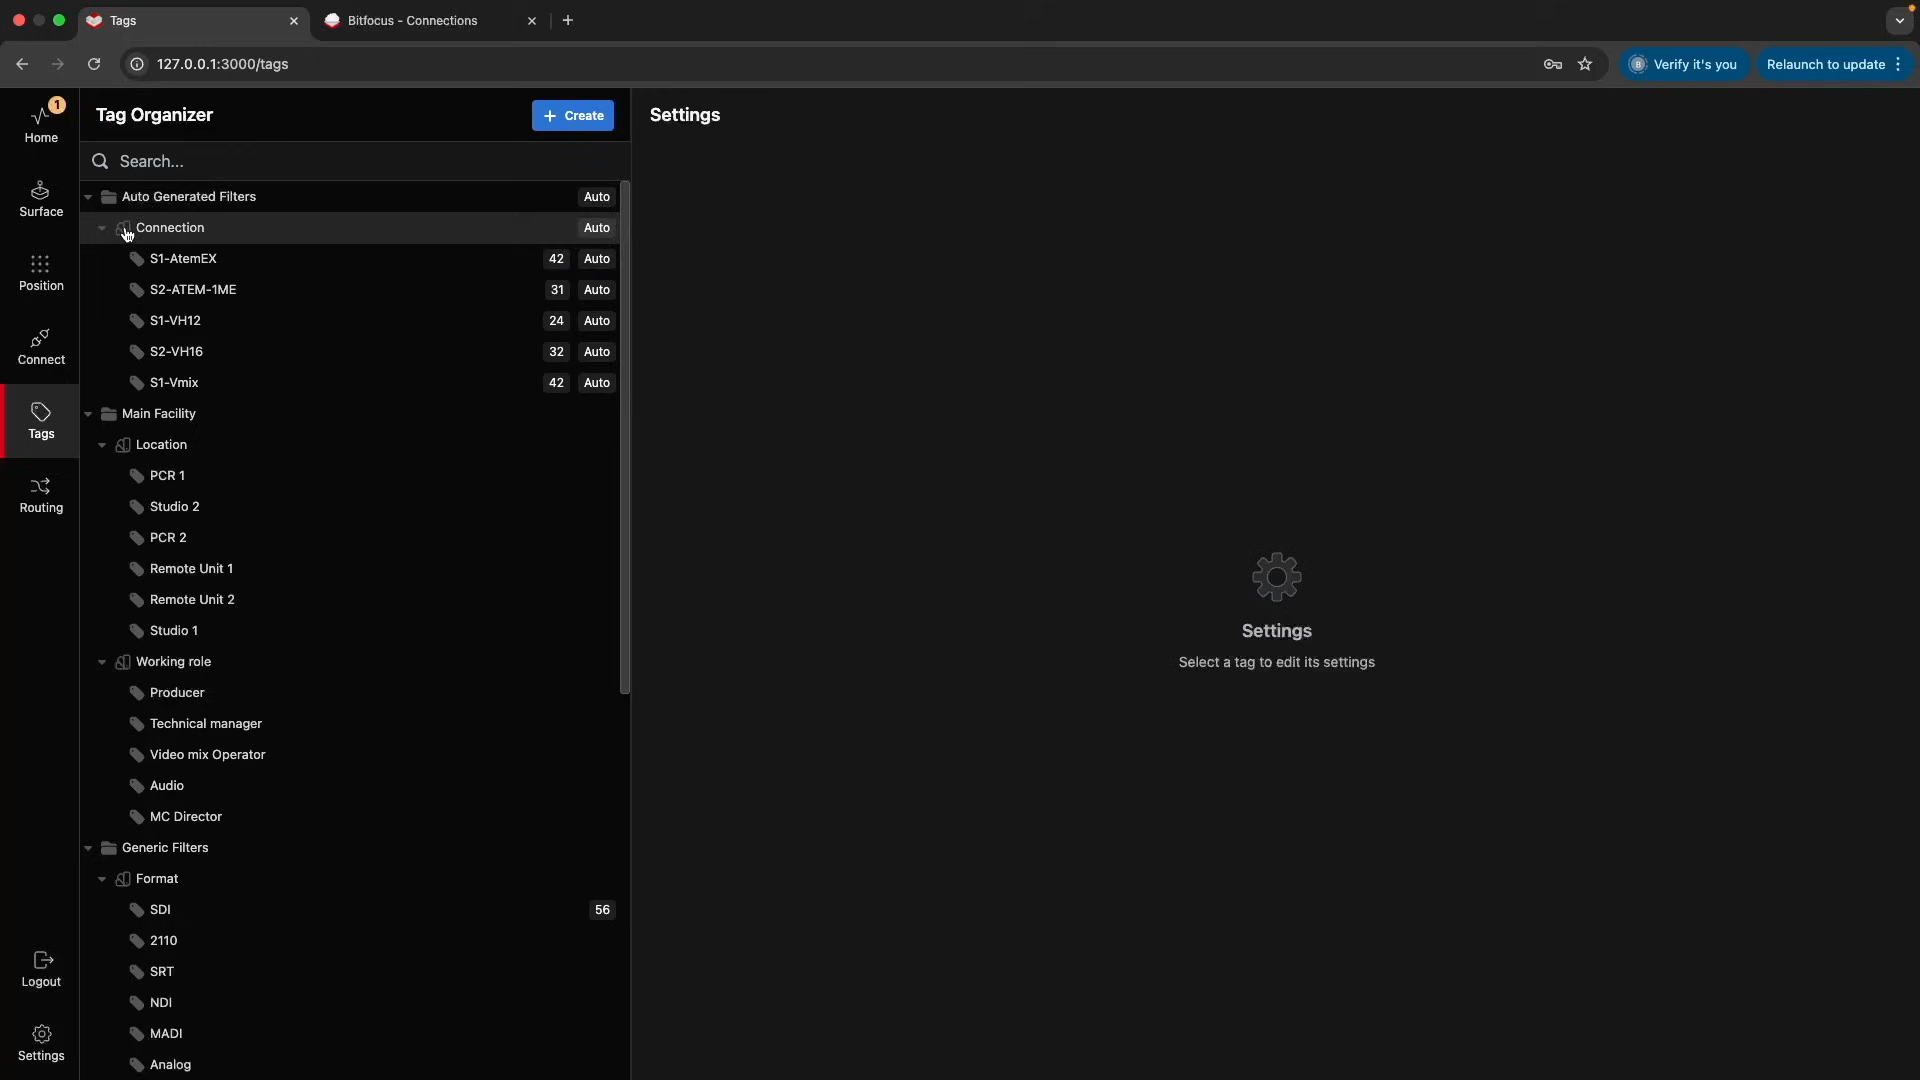 Tags
Bitfocus - Connections
127.0.0.1:3000/tags
Verify it's you
Relaunch to update
1
Home
Surface
Position
Connect
Tags
Routing
Logout
Settings
Tag Organizer
Create
Search...
Auto Generated Filters Auto
Connection Auto
S1-AtemEX 42 Auto
S2-ATEM-1ME 31 Auto
S1-VH12 24 Auto
S2-VH16 32 Auto
S1-Vmix 42 Auto
Main Facility
Location
PCR 1
Studio 2
PCR 2
Remote Unit 1
Remote Unit 2
Studio 1
Working role
Producer
Technical manager
Video mix Operator
Audio
MC Director
Generic Filters
Format
SDI 56
2110
SRT
NDI
MADI
Analog
Settings
Settings
Select a tag to edit its settings